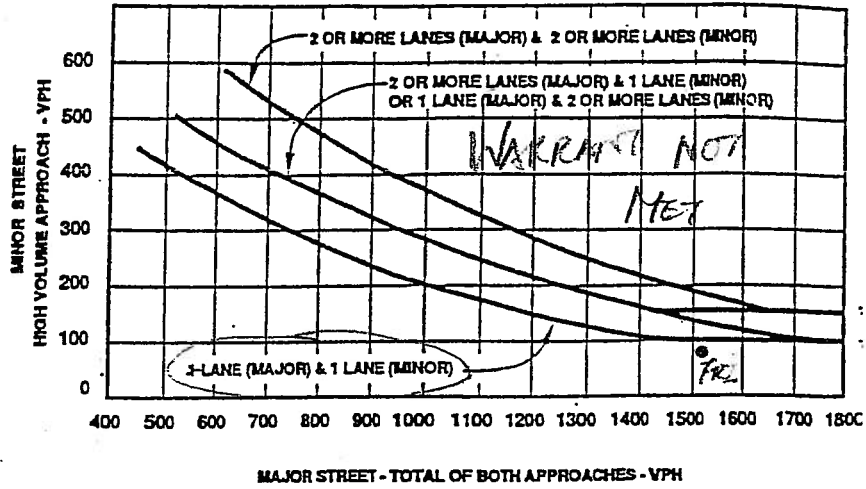 2 OR MORE LANES (MAJOR) & 2 OR MORE LANES (MINOR)
2 OR MORE LANES (MAJOR) & 1 LANE (MINOR)
OR 1 LANE (MAJOR) & 2 OR MORE LANES (MINOR)
WARRANT NOT
MET
MINOR STREET
HIGH VOLUME APPROACH - VPH
600
500
400
300
200
100
0
1 LANE (MAJOR) & 1 LANE (MINOR)
400 500 600 700 800 900 1000 1100 1200 1300 1400 1500 1600 1700 1800
MAJOR STREET - TOTAL OF BOTH APPROACHES - VPH